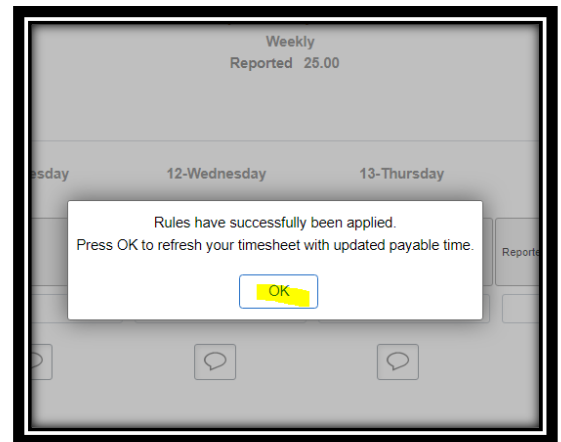 Weekly
Reported 25.00
esday 12-Wednesday 13-Thursday
Rules have successfully been applied.
Press OK to refresh your timesheet with updated payable time.
Reporte
OK